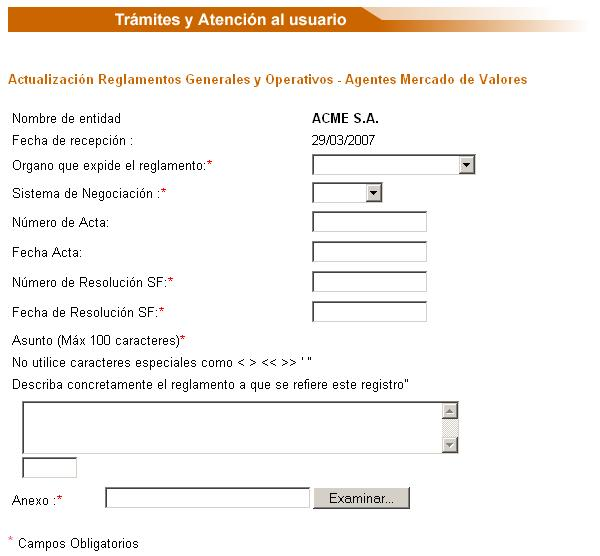 Trámites y Atención al usuario
Actualización Reglamentos Generales y Operativos - Agentes Mercado de Valores
Nombre de entidad ACME S.A.
Fecha de recepción : 29/03/2007
Organo que expide el reglamento:*
Sistema de Negociación :*
Número de Acta:
Fecha Acta:
Número de Resolución SF:*
Fecha de Resolución SF:*
Asunto (Máx 100 caracteres)*
No utilice caracteres especiales como < > << >> ' "
Describa concretamente el reglamento a que se refiere este registro"
Anexo :* Examinar...
* Campos Obligatorios